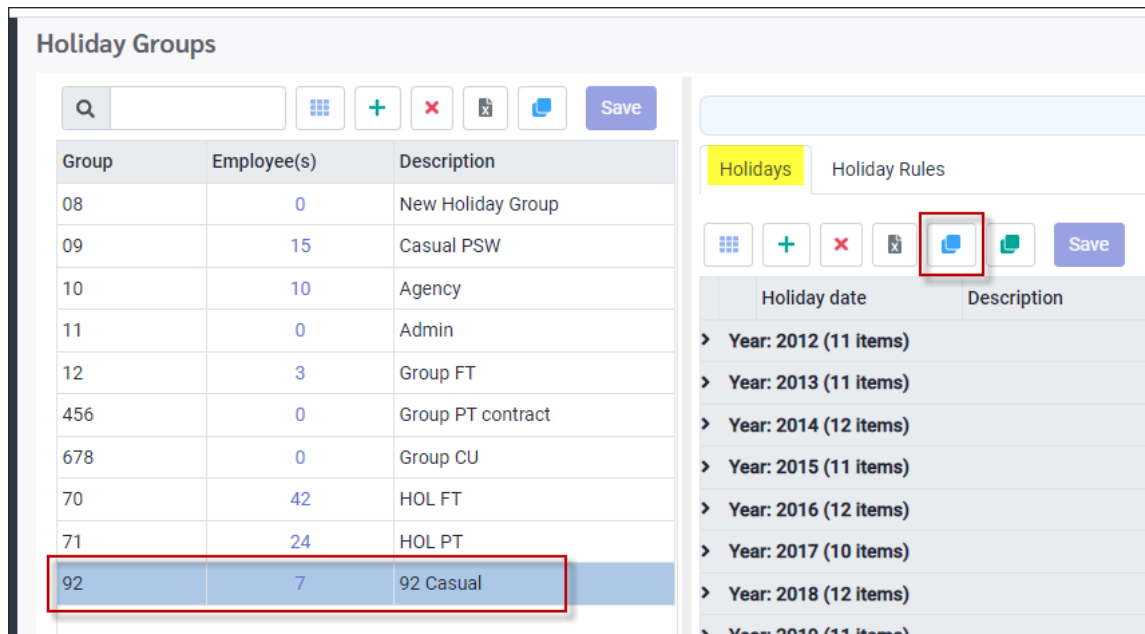 Holiday Groups
Save
Group Employee(s) Description
08 0 New Holiday Group
09 15 Casual PSW
10 10 Agency
11 0 Admin
12 3 Group FT
456 0 Group PT contract
678 0 Group CU
70 42 HOL FT
71 24 HOL PT
92 7 92 Casual
Holidays Holiday Rules
Save
Holiday date Description
Year: 2012 (11 items)
Year: 2013 (11 items)
Year: 2014 (12 items)
Year: 2015 (11 items)
Year: 2016 (12 items)
Year: 2017 (10 items)
Year: 2018 (12 items)
Year: 2019 (11 items)